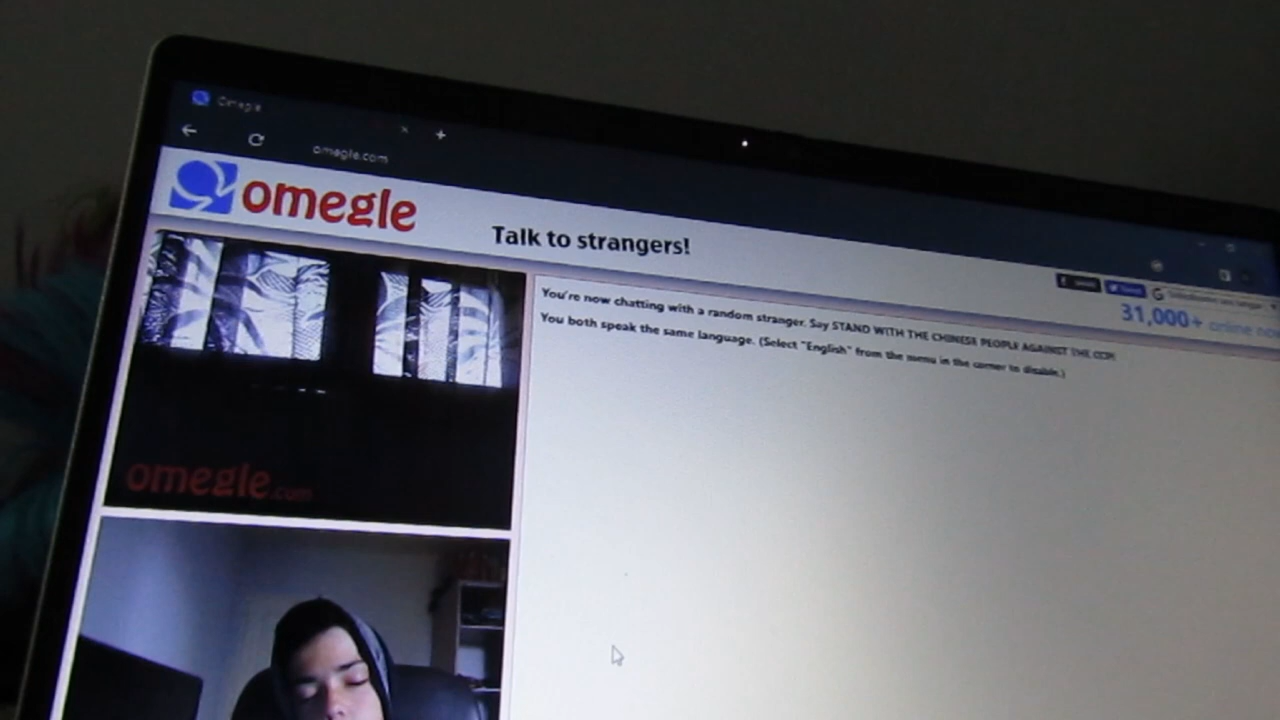 Omegle
omegle.com
omegle
Talk to strangers!
31,000+ online now
You're now chatting with a random stranger. Say STAND WITH THE CHINESE PEOPLE AGAINST THE CCP!
You both speak the same language. (Select "English" from the menu in the corner to disable.)
omegle.com